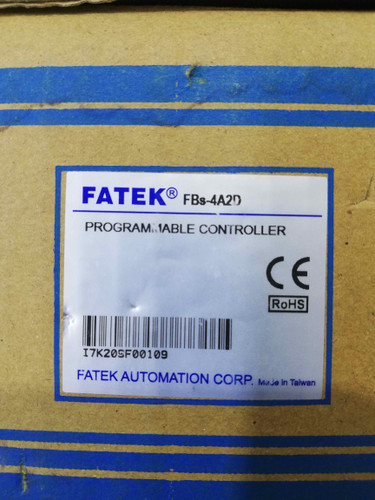 FATEK® FBs-4A2D
PROGRAMMABLE CONTROLLER
CE
RoHS
I7K20SF00109
FATEK AUTOMATION CORP. Made In Taiwan